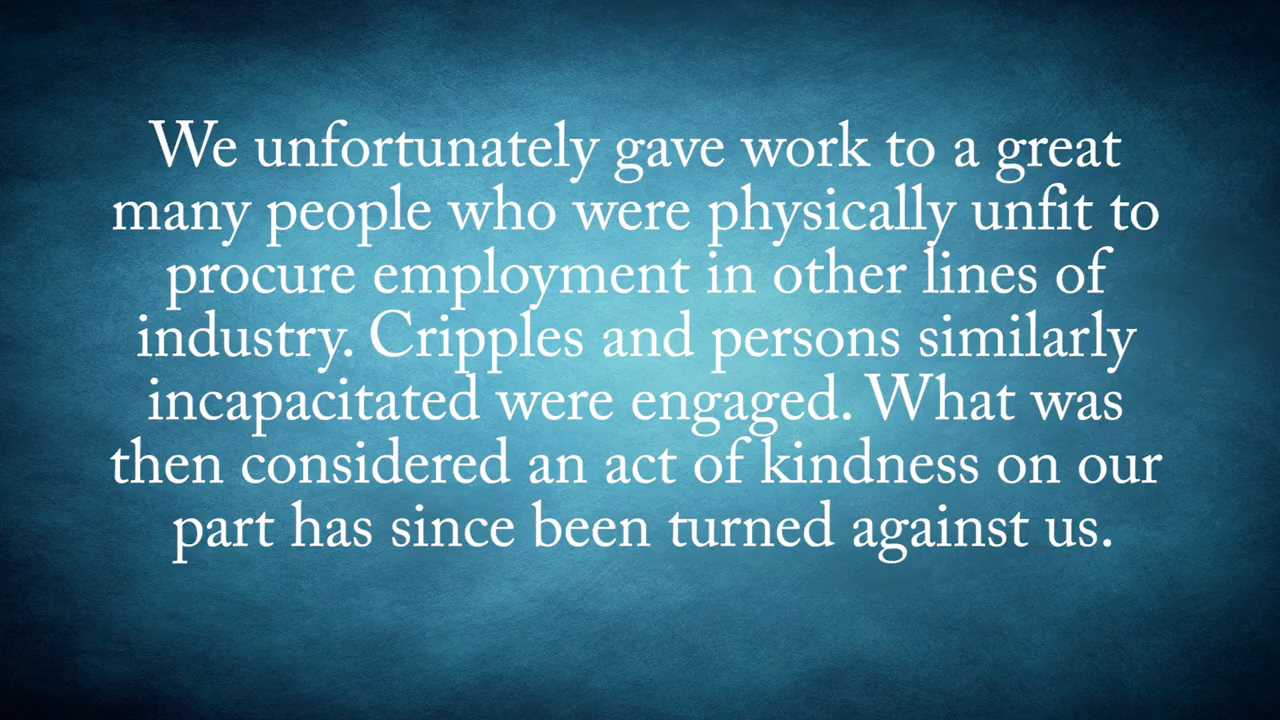 We unfortunately gave work to a great
many people who were physically unfit to
procure employment in other lines of
industry. Cripples and persons similarly
incapacitated were engaged. What was
then considered an act of kindness on our
part has since been turned against us.